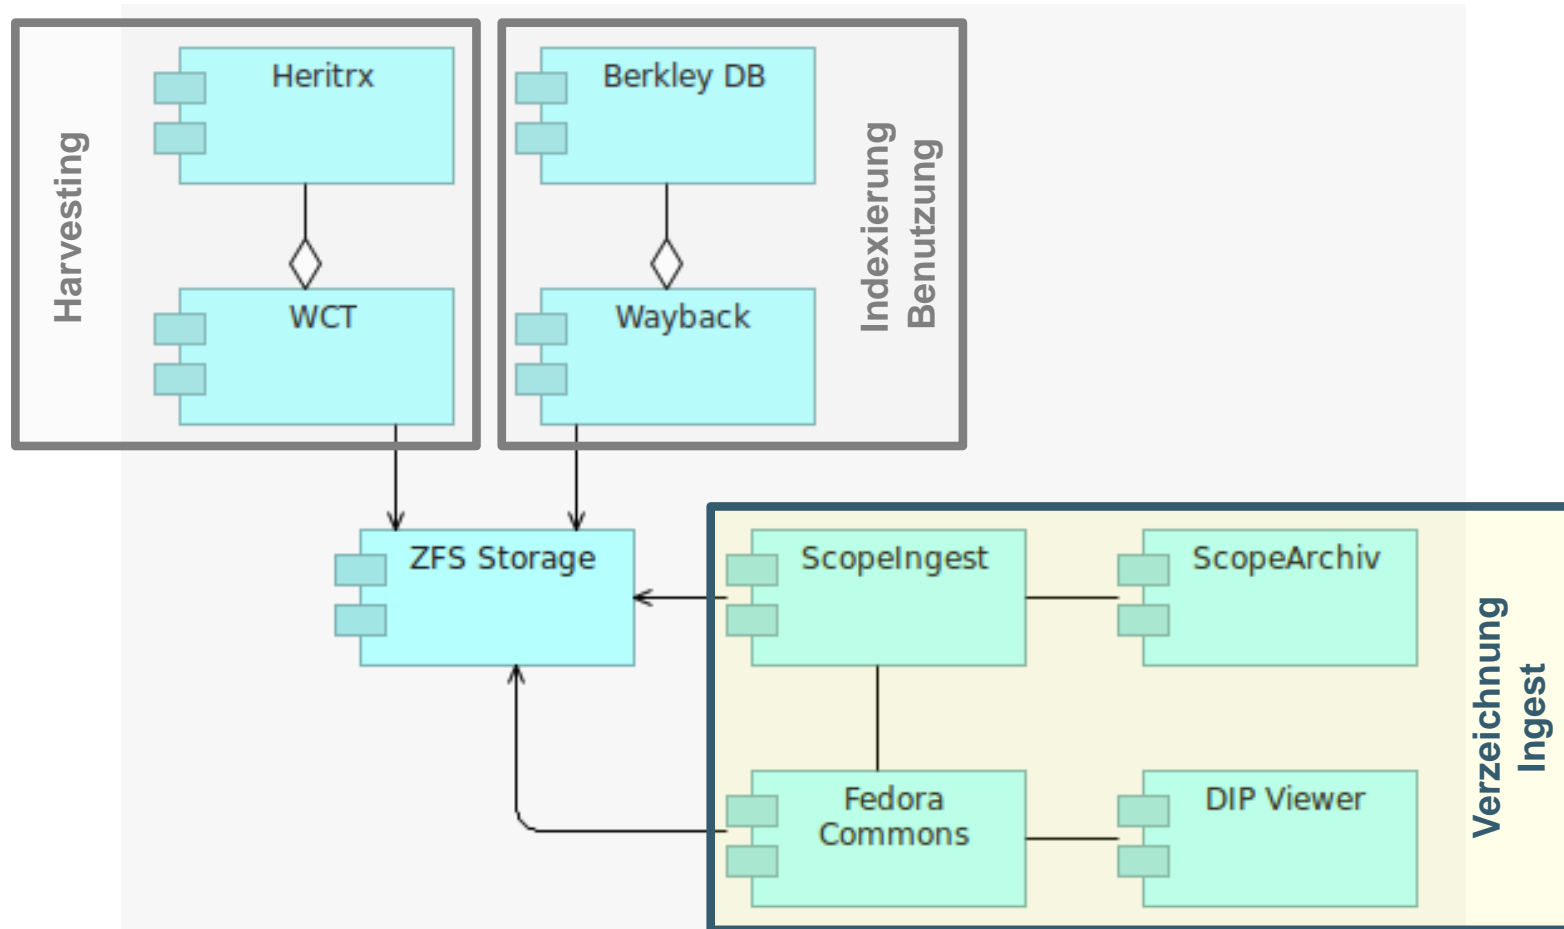 Harvesting
Heritrx
WCT
Berkley DB
Wayback
Indexierung
Benutzung
ZFS Storage
ScopeIngest
ScopeArchiv
Fedora
Commons
DIP Viewer
Verzeichnung
Ingest